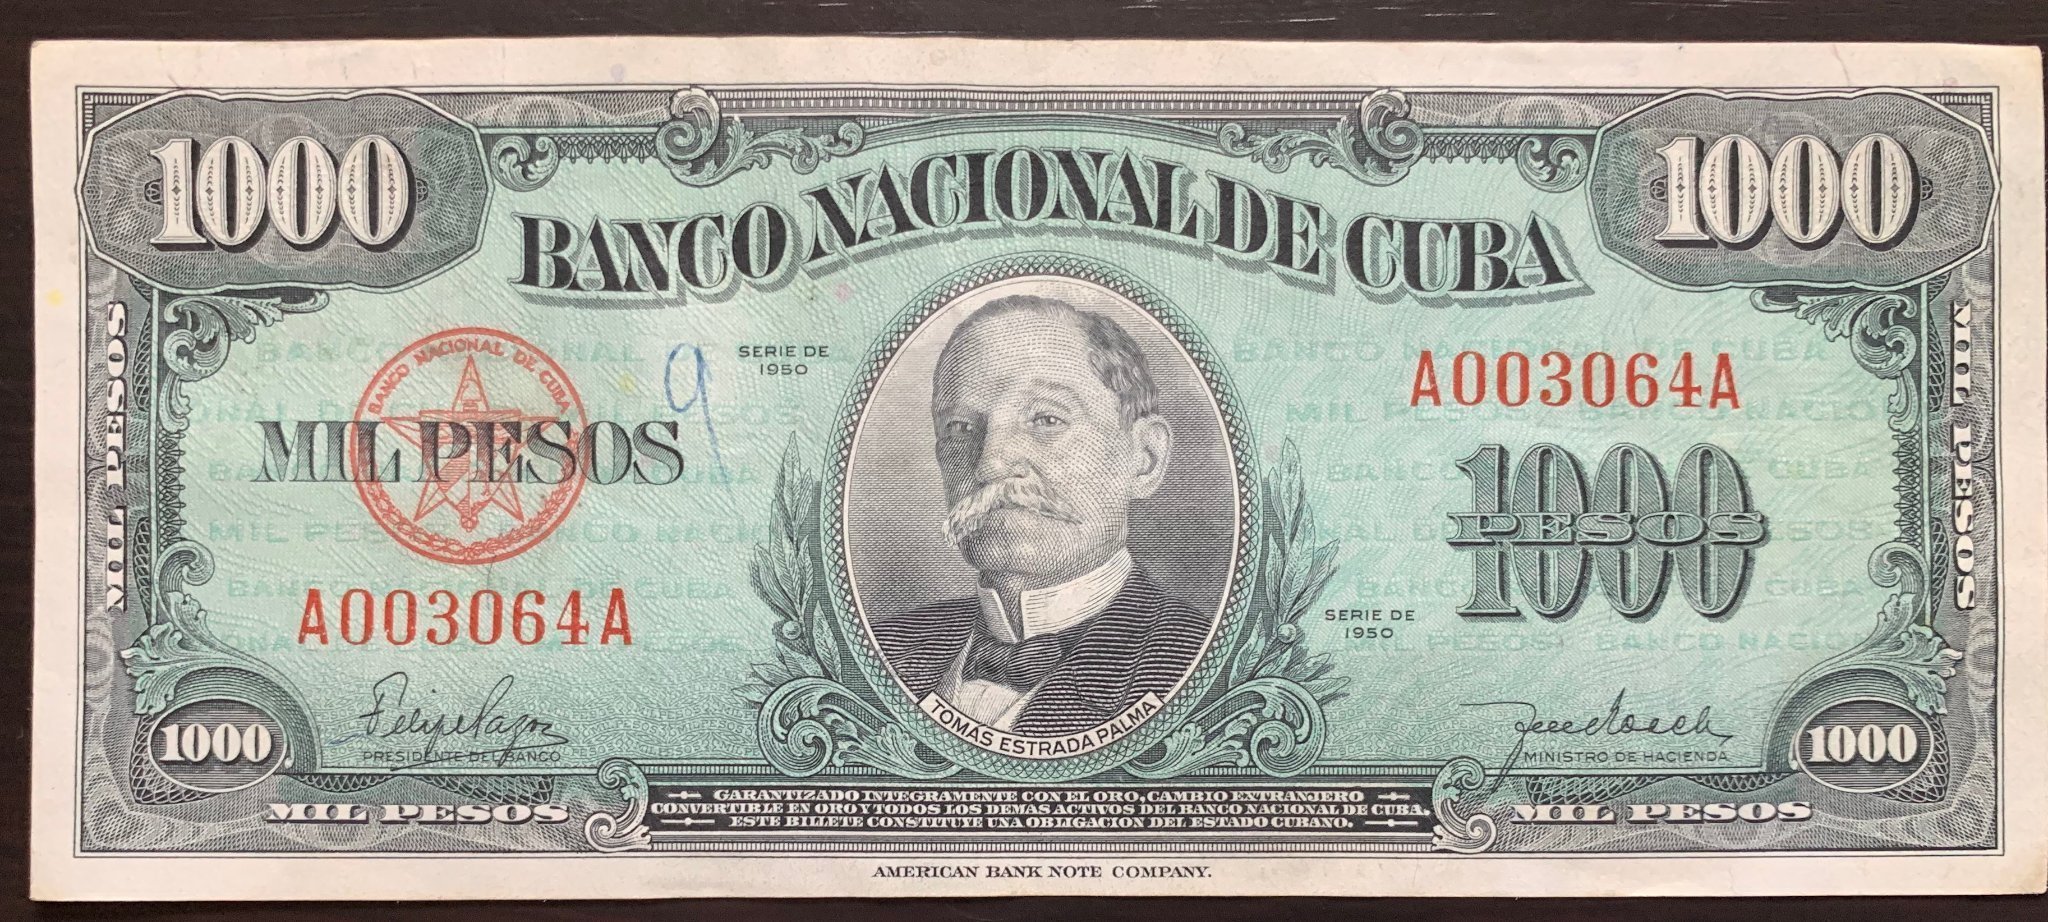 1000
1000
BANCO NACIONAL DE CUBA
MIL PESOS
MIL PESOS
BANCO NACIONAL DE CUBA
9
SERIE DE
1950
A003064A
MIL PESOS
1000
PESOS
A003064A
SERIE DE
1950
TOMAS ESTRADA PALMA
Felipe Pazos
PRESIDENTE DEL BANCO
MINISTRO DE HACIENDA
1000
1000
MIL PESOS
MIL PESOS
GARANTIZADO INTEGRAMENTE CON EL ORO, CAMBIO EXTRANJERO
CONVERTIBLE EN ORO Y TODOS LOS DEMAS ACTIVOS DEL BANCO NACIONAL DE CUBA.
ESTE BILLETE CONSTITUYE UNA OBLIGACION DEL ESTADO CUBANO.
AMERICAN BANK NOTE COMPANY.